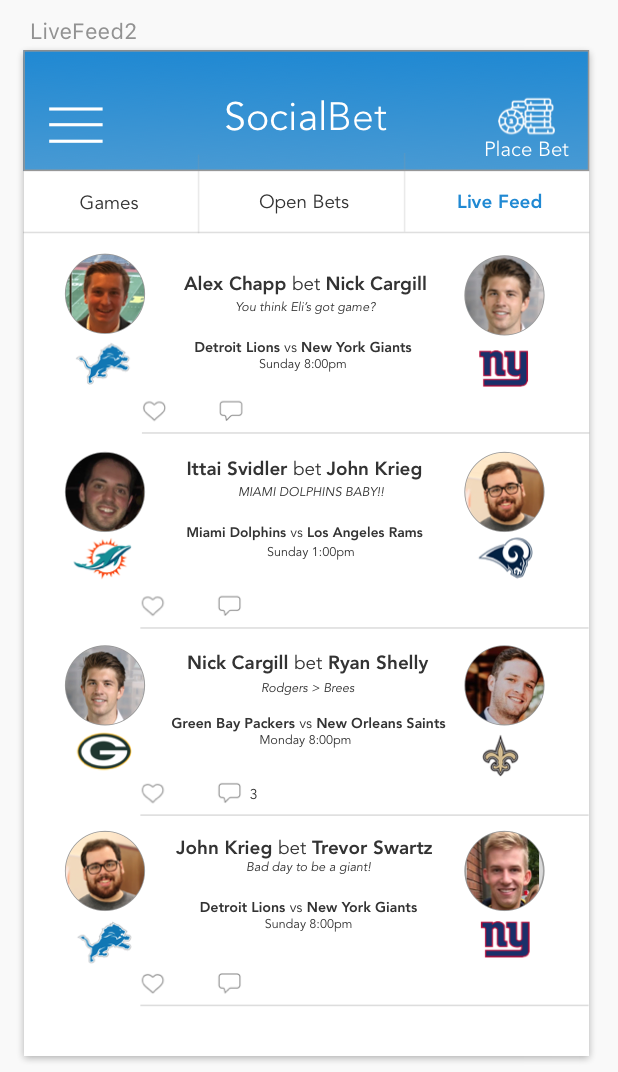 LiveFeed2
SocialBet
Place Bet
Games
Open Bets
Live Feed
Alex Chapp bet Nick Cargill
You think Eli's got game?
Detroit Lions vs New York Giants
Sunday 8:00pm
ny
Ittai Svidler bet John Krieg
MIAMI DOLPHINS BABY!!
Miami Dolphins vs Los Angeles Rams
Sunday 1:00pm
Nick Cargill bet Ryan Shelly
Rodgers > Brees
Green Bay Packers vs New Orleans Saints
G
Monday 8:00pm
3
John Krieg bet Trevor Swartz
Bad day to be a giant!
Detroit Lions vs New York Giants
Sunday 8:00pm
ny